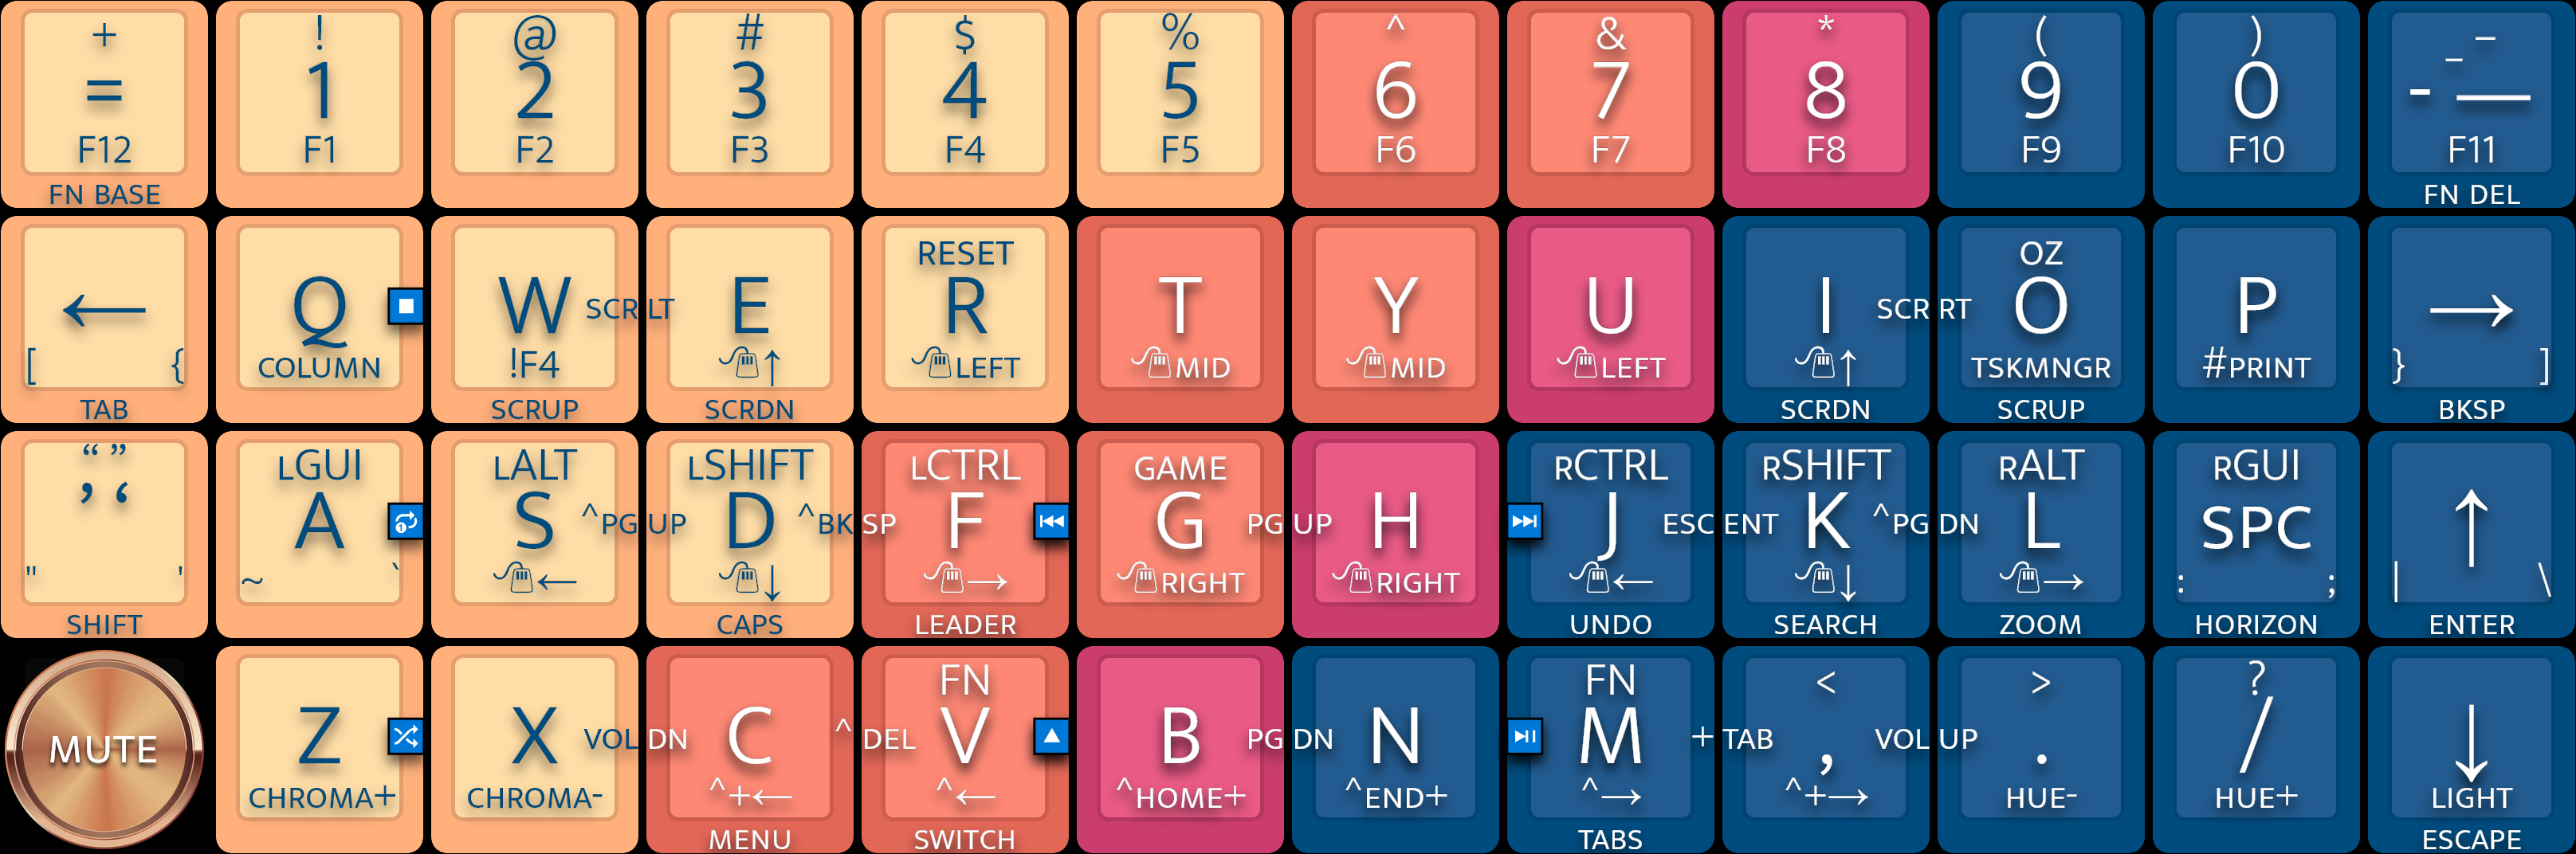 + ! @ # $ % ^ & * ( ) _ –
= 1 2 3 4 5 6 7 8 9 0 - —
F12 F1 F2 F3 F4 F5 F6 F7 F8 F9 F10 F11
FN BASE FN DEL
RESET OZ
← Q W SCR LT E R T Y U I SCR RT O P →
[ { COLUMN !F4 ↑ LEFT MID MID LEFT ↑ TSKMNGR #PRINT } ]
TAB SCRUP SCRDN SCRDN SCRUP BKSP
“ ” LGUI LALT LSHIFT LCTRL GAME RCTRL RSHIFT RALT RGUI
’ ‘ A S ^PG UP D ^BK SP F G PG UP H J ESC ENT K ^PG DN L SPC ↑
" ' ~ ` ← ↓ → RIGHT RIGHT ← ↓ → : ; | \
SHIFT CAPS LEADER UNDO SEARCH ZOOM HORIZON ENTER
FN FN < > ?
MUTE Z X VOL DN C ^ DEL V B PG DN N M + TAB , VOL UP . / ↓
CHROMA+ CHROMA- ^+← ^← ^HOME+ ^END+ ^→ ^+→ HUE- HUE+ LIGHT
MENU SWITCH TABS ESCAPE